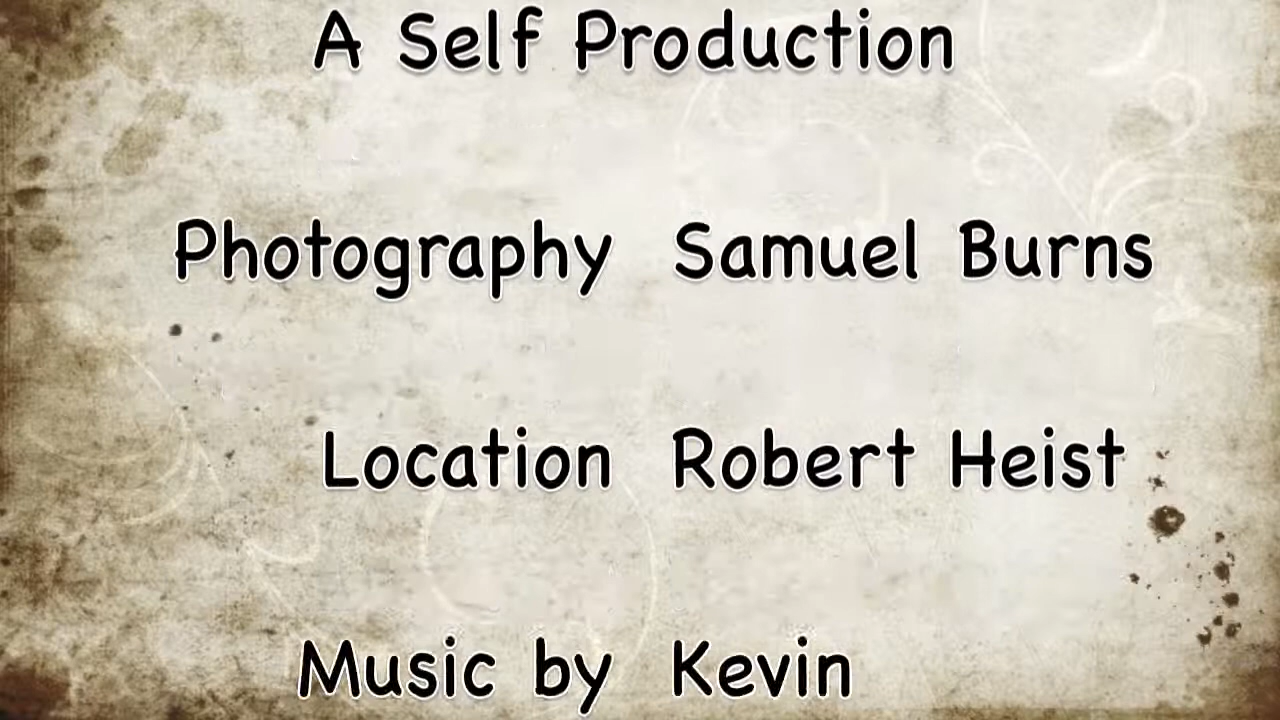 A Self Production
Photography Samuel Burns
Location Robert Heist
Music by Kevin